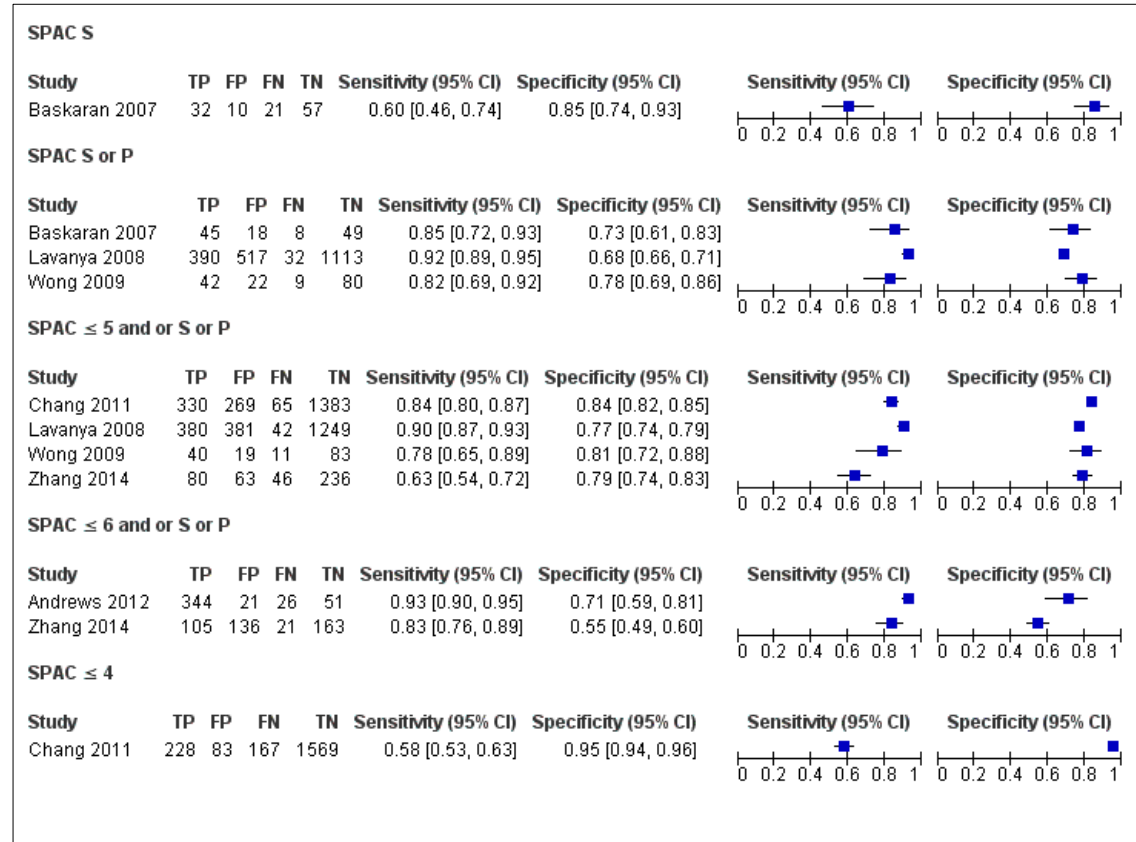 SPAC S
Study TP FP FN TN Sensitivity (95% CI) Specificity (95% CI) Sensitivity (95% CI) Specificity (95% CI)
Baskaran 2007 32 10 21 57 0.60 [0.46, 0.74] 0.85 [0.74, 0.93]
0 0.2 0.4 0.6 0.8 1 0 0.2 0.4 0.6 0.8 1
SPAC S or P
Study TP FP FN TN Sensitivity (95% CI) Specificity (95% CI) Sensitivity (95% CI) Specificity (95% CI)
Baskaran 2007 45 18 8 49 0.85 [0.72, 0.93] 0.73 [0.61, 0.83]
Lavanya 2008 390 517 32 1113 0.92 [0.89, 0.95] 0.68 [0.66, 0.71]
Wong 2009 42 22 9 80 0.82 [0.69, 0.92] 0.78 [0.69, 0.86]
0 0.2 0.4 0.6 0.8 1 0 0.2 0.4 0.6 0.8 1
SPAC ≤ 5 and or S or P
Study TP FP FN TN Sensitivity (95% CI) Specificity (95% CI) Sensitivity (95% CI) Specificity (95% CI)
Chang 2011 330 269 65 1383 0.84 [0.80, 0.87] 0.84 [0.82, 0.85]
Lavanya 2008 380 381 42 1249 0.90 [0.87, 0.93] 0.77 [0.74, 0.79]
Wong 2009 40 19 11 83 0.78 [0.65, 0.89] 0.81 [0.72, 0.88]
Zhang 2014 80 63 46 236 0.63 [0.54, 0.72] 0.79 [0.74, 0.83]
0 0.2 0.4 0.6 0.8 1 0 0.2 0.4 0.6 0.8 1
SPAC ≤ 6 and or S or P
Study TP FP FN TN Sensitivity (95% CI) Specificity (95% CI) Sensitivity (95% CI) Specificity (95% CI)
Andrews 2012 344 21 26 51 0.93 [0.90, 0.95] 0.71 [0.59, 0.81]
Zhang 2014 105 136 21 163 0.83 [0.76, 0.89] 0.55 [0.49, 0.60]
0 0.2 0.4 0.6 0.8 1 0 0.2 0.4 0.6 0.8 1
SPAC ≤ 4
Study TP FP FN TN Sensitivity (95% CI) Specificity (95% CI) Sensitivity (95% CI) Specificity (95% CI)
Chang 2011 228 83 167 1569 0.58 [0.53, 0.63] 0.95 [0.94, 0.96]
0 0.2 0.4 0.6 0.8 1 0 0.2 0.4 0.6 0.8 1